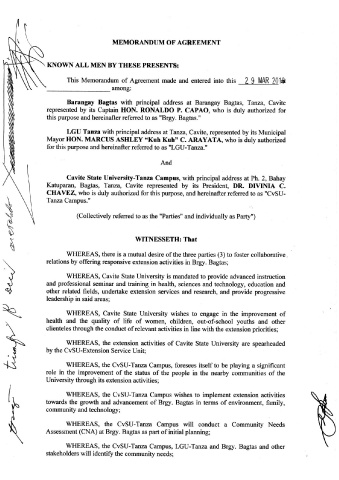 MEMORANDUM OF AGREEMENT
KNOWN ALL MEN BY THESE PRESENTS:
This Memorandum of Agreement made and entered into this 29 MAR
among:
Barangay Bagtas with principal address at Barangay Bagtas, Tanza, Cavite
represented by its Captain HON. RONALDO P. CAPAO, who is duly authorized for
this purpose and hereinafter referred to as "Brgy. Bagtas."
LGU Tanza with principal address at Tanza, Cavite, represented by its Municipal
Mayor HON. MARCUS ASHLEY "Kuh Kuh" C. ARAYATA, who is duly authorized
for this purpose and hereinafter referred to as "LGU-Tanza."
And
Cavite State University-Tanza Campus, with principal address at Ph. 2, Bahay
Katuparan, Bagtas, Tanza, Cavite represented by its President, DR. DIVINIA C.
CHAVEZ, who is duly authorized for this purpose, and hereinafter referred to as "CvSU-
Tanza Campus."
(Collectively referred to as the "Parties" and individually as Party")
WITNESSETH: That
WHEREAS, there is a mutual desire of the three parties (3) to foster collaborative
relations by offering responsive extension activities in Brgy. Bagtas;
WHEREAS, Cavite State University is mandated to provide advanced instruction
and professional seminar and training in health, sciences and technology, education and
other related fields, undertake extension services and research, and provide progressive
leadership in said areas;
WHEREAS, Cavite State University wishes to engage in the improvement of
health and the quality of life of women, children, out-of-school youths and other
clienteles through the conduct of relevant activities in line with extension priorities;
WHEREAS, the extension activities of Cavite State University are spearheaded
by the CvSU-Extension Service Unit;
WHEREAS, the CvSU-Tanza Campus, foresees itself to be playing a significant
role in the improvement of the status of the people in the nearby communities of the
University through its extension activities;
WHEREAS, the CvSU-Tanza Campus wishes to implement extension activities
towards the growth and advancement of Brgy. Bagtas in terms of environment, family,
community and technology;
WHEREAS, the CvSU-Tanza Campus will conduct a Community Needs
Assessment (CNA) at Brgy. Bagtas as part of initial planning;
WHEREAS, the CvSU-Tanza Campus, LGU-Tanza and Brgy. Bagtas and other
stakeholders will identify the community needs;